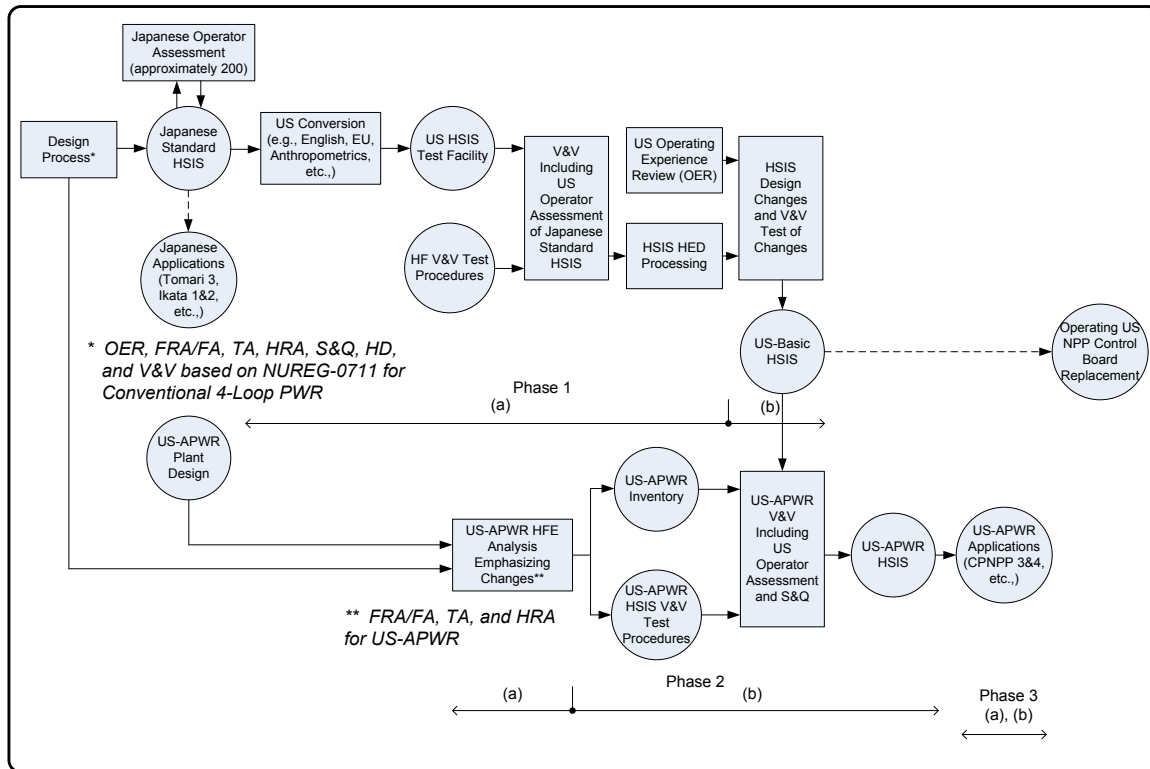 Japanese Operator
Assessment
(approximately 200)
Design
Process*
Japanese
Standard
HSIS
US Conversion
(e.g., English, EU,
Anthropometrics,
etc.,)
US HSIS
Test Facility
V&V
Including
US
Operator
Assessment
of Japanese
Standard
HSIS
US Operating
Experience
Review (OER)
HSIS
Design
Changes
and V&V
Test of
Changes
Japanese
Applications
(Tomari 3,
Ikata 1&2,
etc.,)
HF V&V Test
Procedures
HSIS HED
Processing
US-Basic
HSIS
Operating US
NPP Control
Board
Replacement
* OER, FRA/FA, TA, HRA, S&Q, HD,
and V&V based on NUREG-0711 for
Conventional 4-Loop PWR
Phase 1
(a)
(b)
US-APWR
Plant
Design
US-APWR
Inventory
US-APWR HFE
Analysis
Emphasizing
Changes**
US-APWR
V&V
Including
US
Operator
Assessment
and S&Q
US-APWR
HSIS
US-APWR
Applications
(CPNPP 3&4,
etc.,)
US-APWR
HSIS V&V
Test
Procedures
** FRA/FA, TA, and HRA
for US-APWR
Phase 2
(a)
(b)
Phase 3
(a), (b)